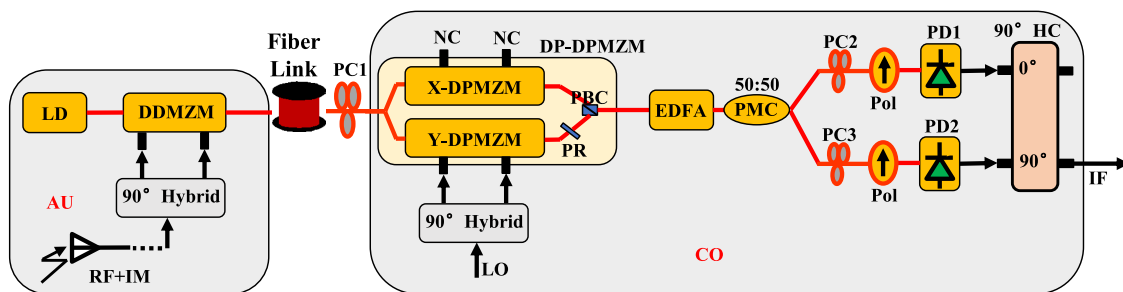 LD
DDMZM
90° Hybrid
AU
RF+IM
Fiber
Link
PC1
NC
NC
DP-DPMZM
X-DPMZM
Y-DPMZM
PBC
PR
90° Hybrid
LO
EDFA
50:50
PMC
PC2
Pol
PD1
PC3
Pol
PD2
90° HC
0°
90°
IF
CO